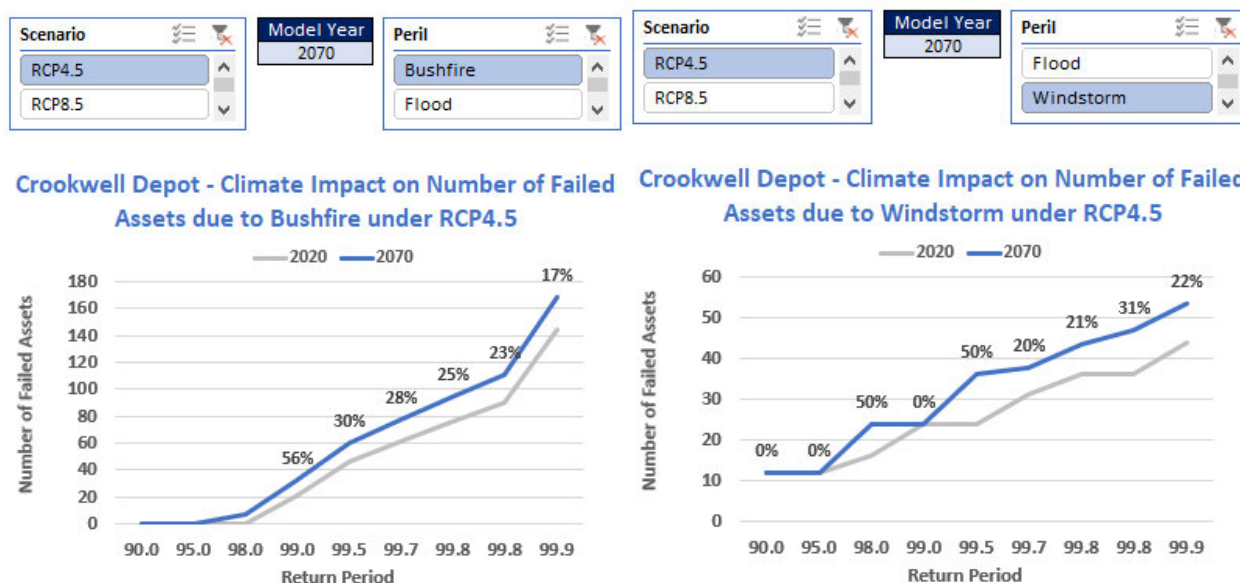 Scenario
RCP4.5
RCP8.5
Model Year
2070
Peril
Bushfire
Flood
Scenario
RCP4.5
RCP8.5
Model Year
2070
Peril
Flood
Windstorm
Crookwell Depot - Climate Impact on Number of Failed
Assets due to Bushfire under RCP4.5
2020 2070
Number of Failed Assets
180
160
140
120
100
80
60
40
20
0
56%
30%
28%
25%
23%
17%
90.0 95.0 98.0 99.0 99.5 99.7 99.8 99.8 99.9
Return Period
Crookwell Depot - Climate Impact on Number of Failed
Assets due to Windstorm under RCP4.5
2020 2070
Number of Failed Assets
60
50
40
30
20
10
0
0%
0%
50%
0%
50%
20%
21%
31%
22%
90.0 95.0 98.0 99.0 99.5 99.7 99.8 99.8 99.9
Return Period